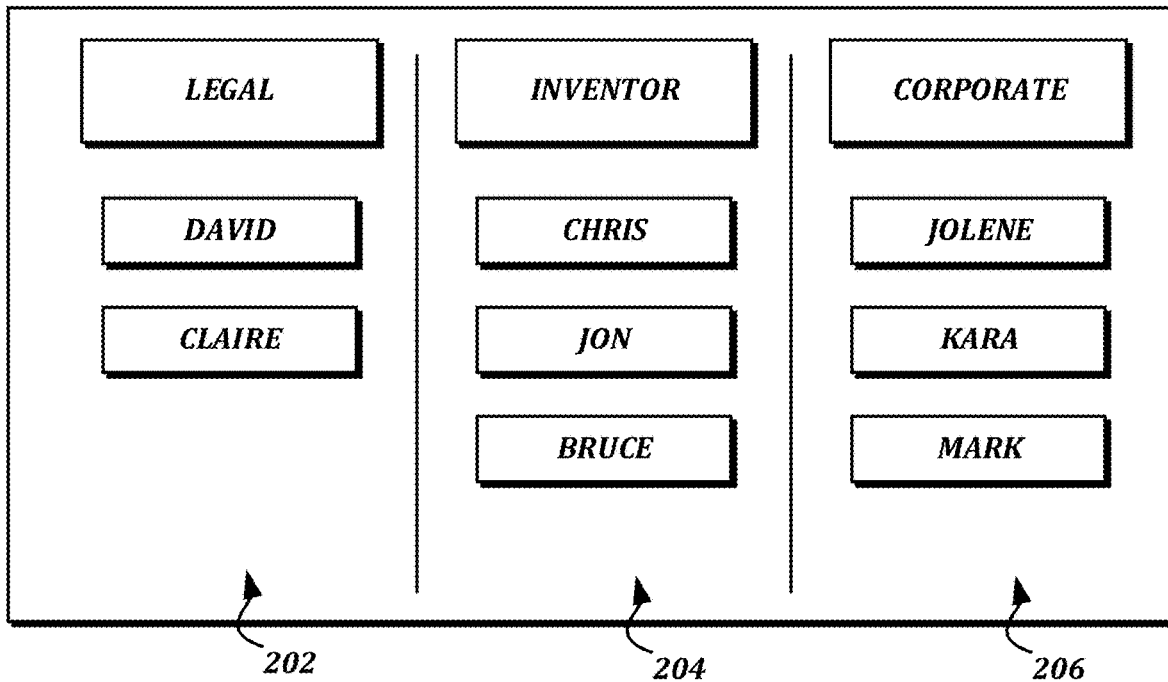 LEGAL
INVENTOR
CORPORATE
DAVID
CHRIS
JOLENE
CLAIRE
JON
KARA
BRUCE
MARK
202
204
206